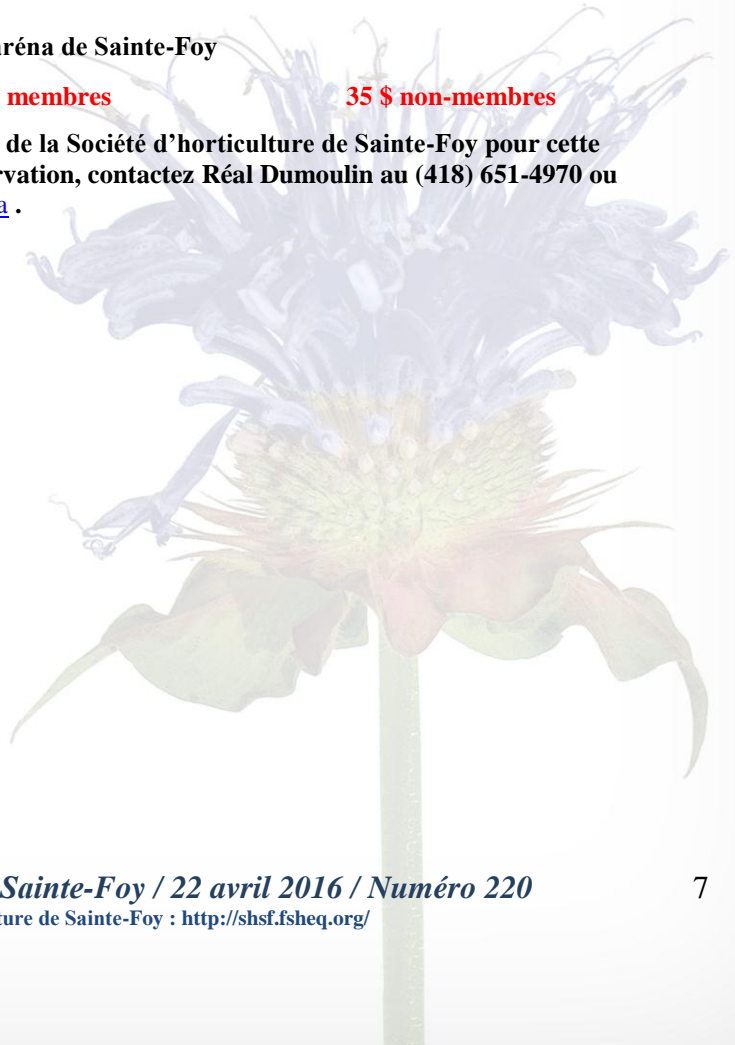 aréna de Sainte-Foy
membres 35 $ non-membres
de la Société d'horticulture de Sainte-Foy pour cette
contactez Réal Dumoulin au (418) 651-4970 ou
.
Sainte-Foy / 22 avril 2016 / Numéro 220 7
de Sainte-Foy : http://shsf.fsheq.org/